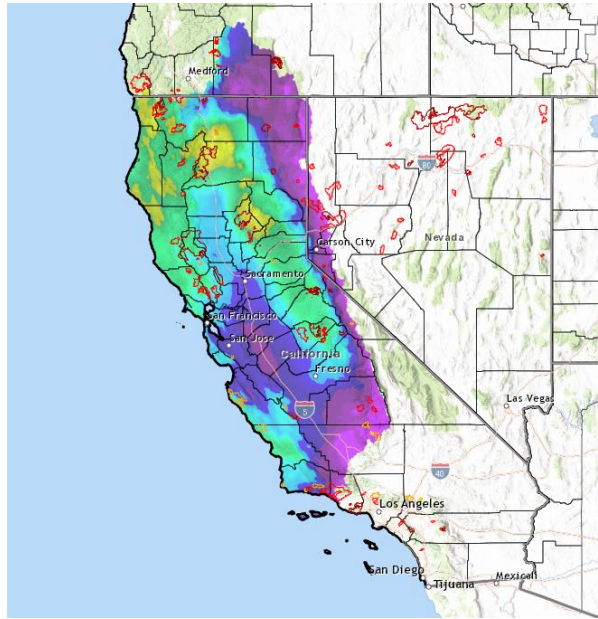 Medford
80
Carson City
Nevada
Sacramento
San Francisco
San Jose
California
Fresno
5
Las Vegas
40
Los Angeles
San Diego
Mexicali
Tijuana